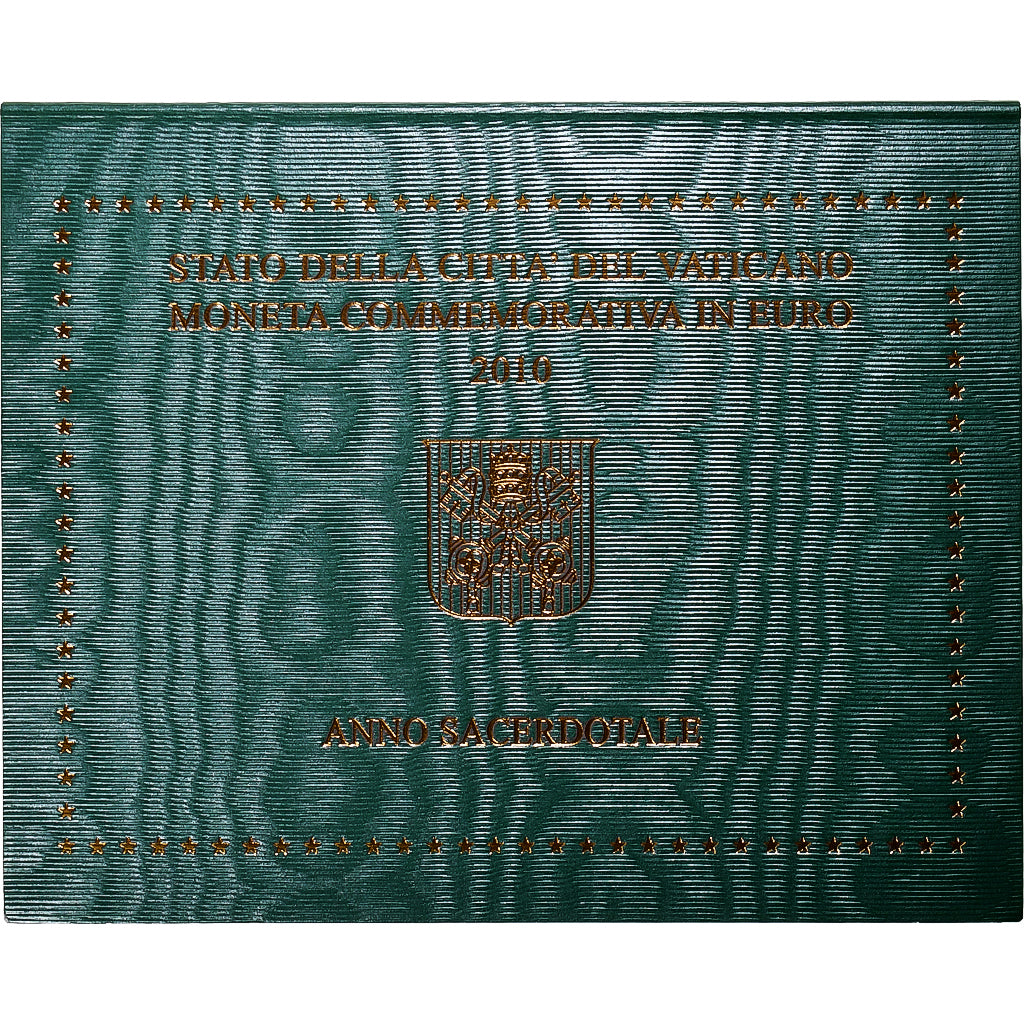 STATO DELLA CITTA' DEL VATICANO
MONETA COMMEMORATIVA IN EURO
2010
ANNO SACERDOTALE